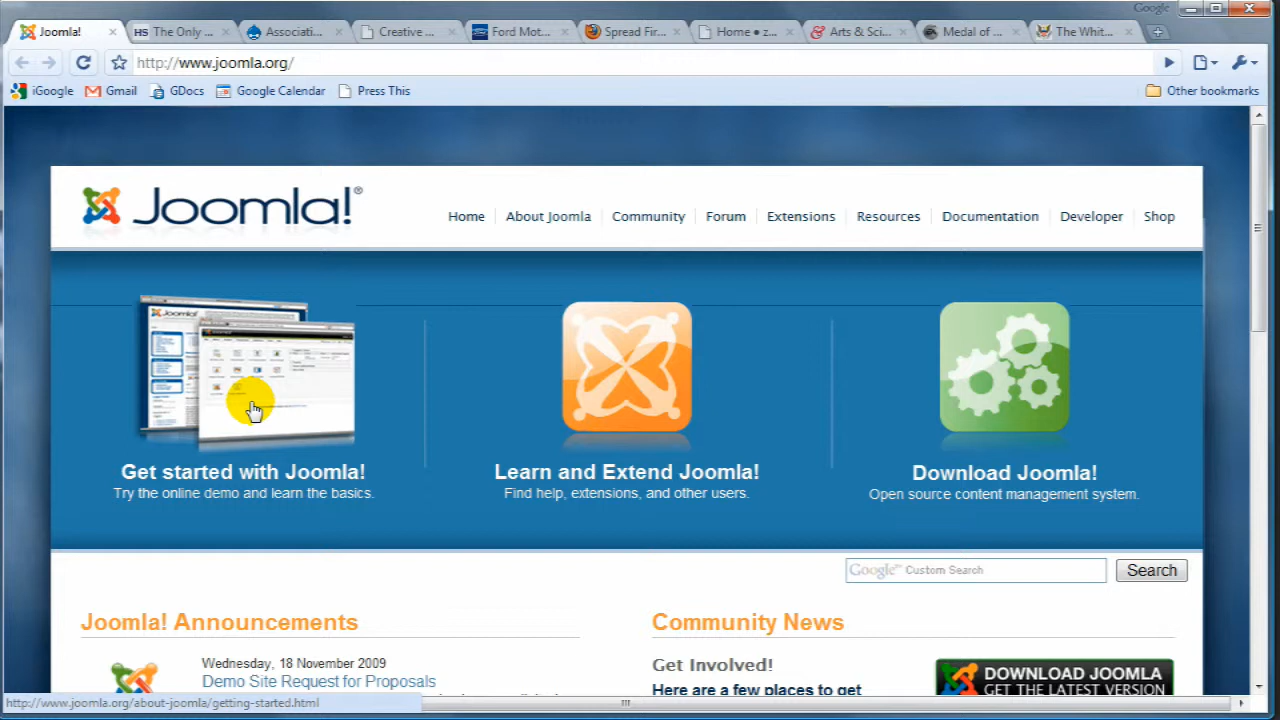 Google
Joomla!
HS The Only ...
Associati...
Creative ...
Ford Mot...
Spread Fir...
Home • z...
Arts & Sci...
Medal of ...
The Whit...
http://www.joomla.org/
iGoogle
Gmail
GDocs
Google Calendar
Press This
Other bookmarks
Joomla!®
Home
About Joomla
Community
Forum
Extensions
Resources
Documentation
Developer
Shop
Joomla!
Get started with Joomla!
Try the online demo and learn the basics.
Learn and Extend Joomla!
Find help, extensions, and other users.
Download Joomla!
Open source content management system.
Google™ Custom Search
Search
Joomla! Announcements
Wednesday, 18 November 2009
Demo Site Request for Proposals
Community News
Get Involved!
Here are a few places to get
DOWNLOAD JOOMLA
GET THE LATEST VERSION
http://www.joomla.org/about-joomla/getting-started.html